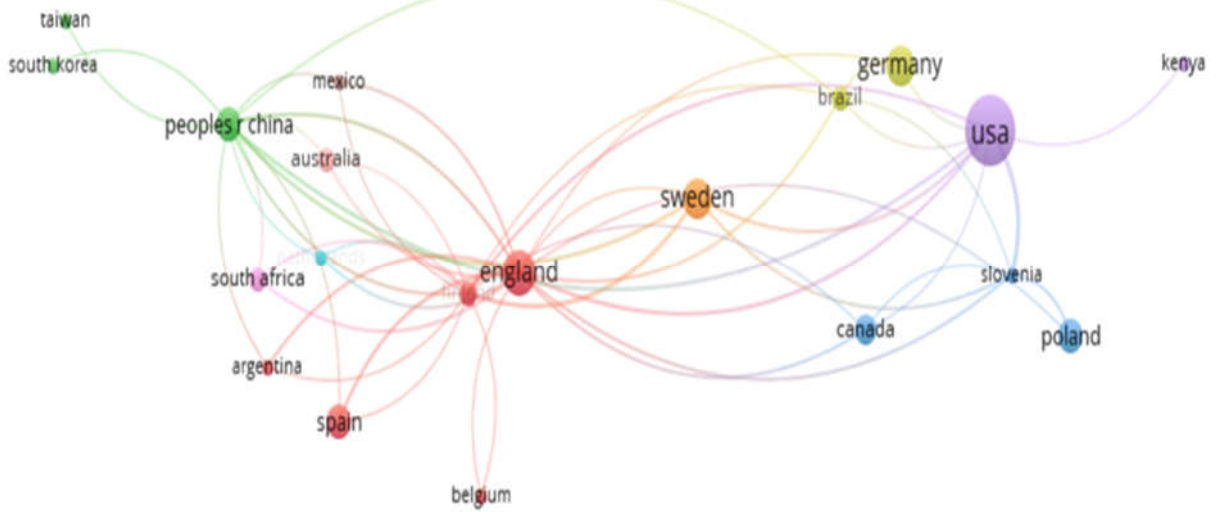 taiwan
south korea
mexico
germany
kenya
brazil
peoples r china
usa
australia
sweden
south africa
england
slovenia
canada
poland
argentina
spain
belgium